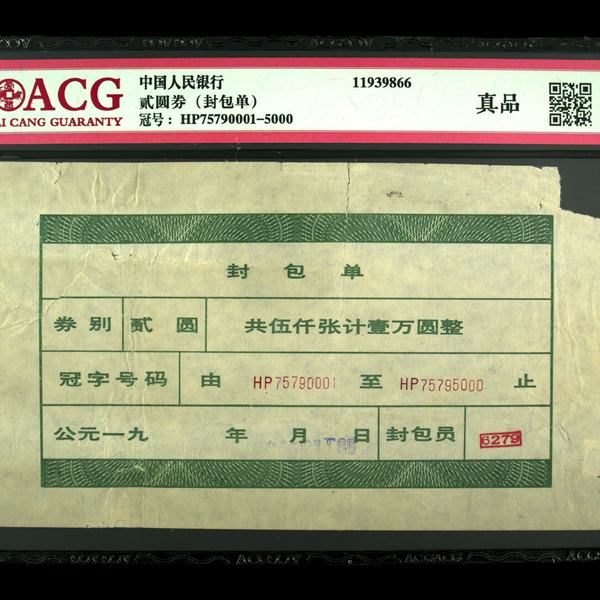 ACG
AI CANG GUARANTY
中国人民银行
贰圆券（封包单）
冠号：HP75790001-5000
11939866
真品
封包单
券别 贰圆 共伍仟张计壹万圆整
冠字号码 由 HP75790001 至 HP75795000 止
公元一九 年 月 日 封包员 6279